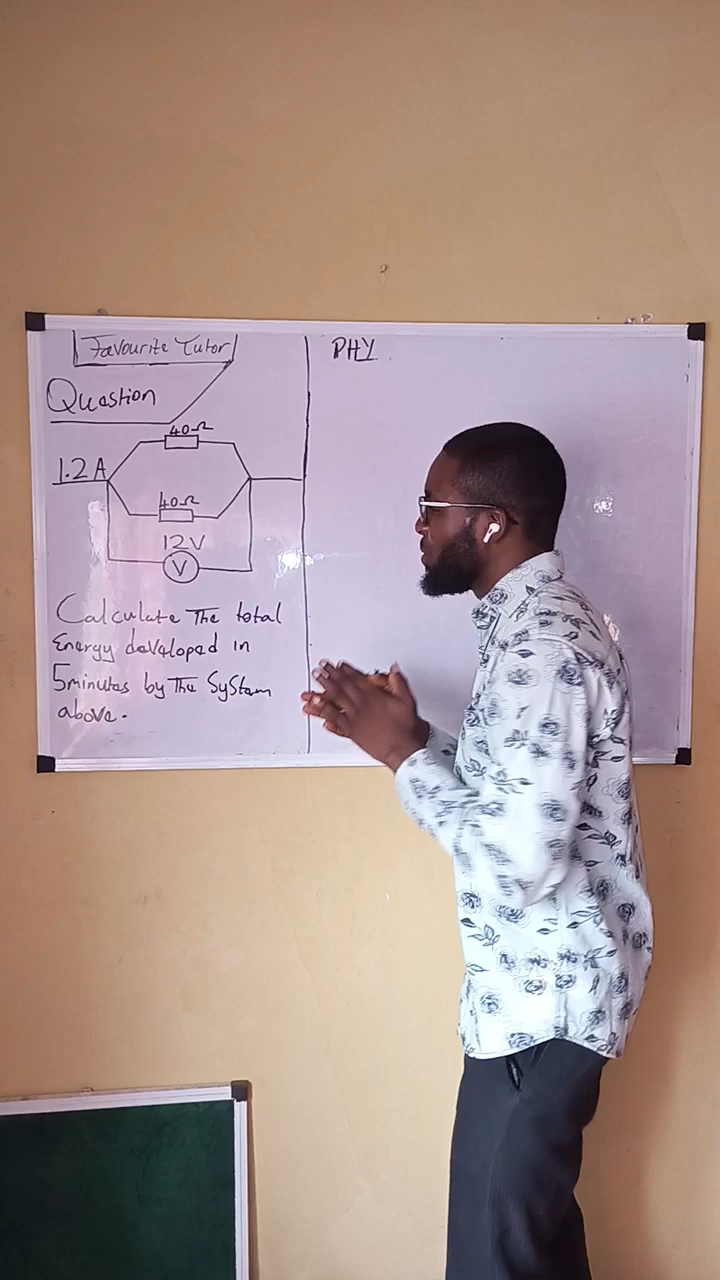 Favourite Tutor
PHY
Question
40Ω
1.2 A
40Ω
12V
V
Calculate The total
Energy developed in
5minutes by The System
above.